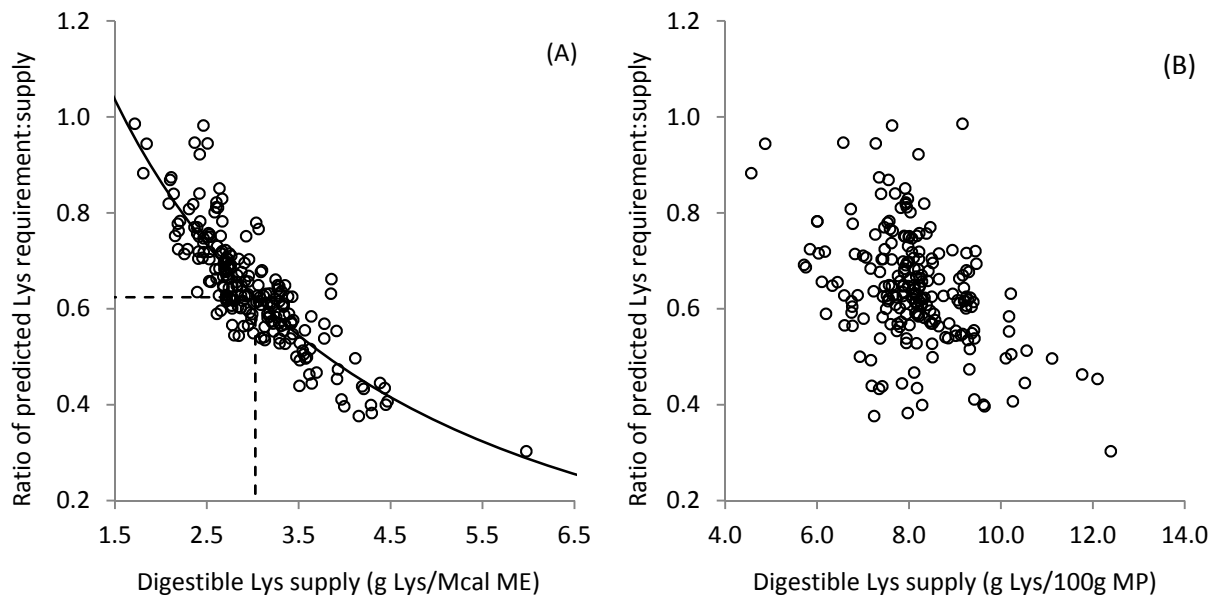 Ratio of predicted Lys requirement:supply
1.2
1.0
0.8
0.6
0.4
0.2
(A)
1.5 2.5 3.5 4.5 5.5 6.5
Digestible Lys supply (g Lys/Mcal ME)
Ratio of predicted Lys requirement:supply
1.2
1.0
0.8
0.6
0.4
0.2
(B)
4.0 6.0 8.0 10.0 12.0 14.0
Digestible Lys supply (g Lys/100g MP)